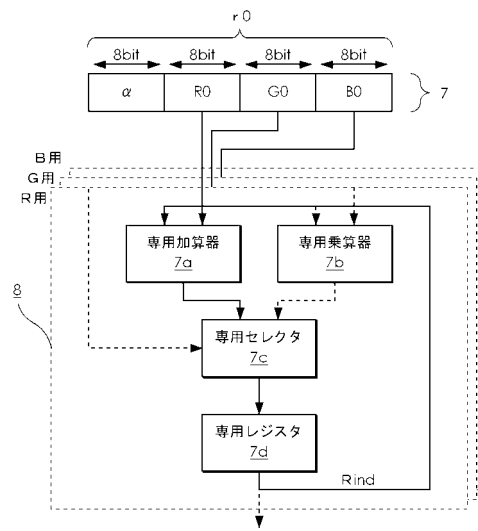 r0
8bit 8bit 8bit 8bit
α R0 G0 B0 7
B用
G用
R用
専用加算器 専用乗算器
7a 7b
8
専用セレクタ
7c
専用レジスタ
7d
Rind